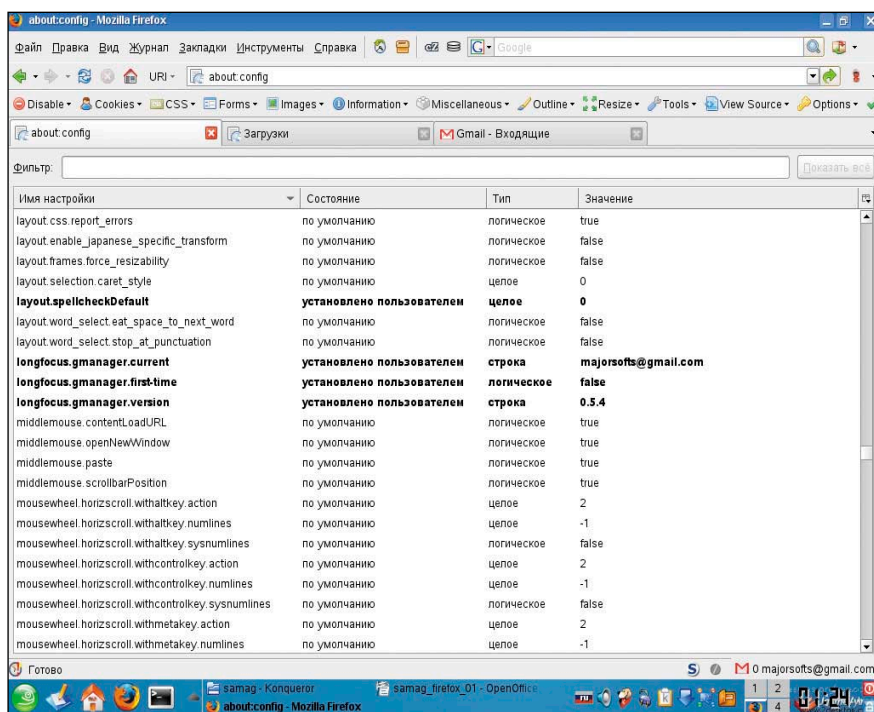 about:config - Mozilla Firefox
Файл Правка Вид Журнал Закладки Инструменты Справка Google
URI about:config
Disable Cookies CSS Forms Images Information Miscellaneous Outline Resize Tools View Source Options
about:config Загрузки Gmail - Входящие
Фильтр: Показать всё
Имя настройки Состояние Тип Значение
layout.css.report_errors по умолчанию логическое true
layout.enable_japanese_specific_transform по умолчанию логическое false
layout.frames.force_resizability по умолчанию логическое false
layout.selection.caret_style по умолчанию целое 0
layout.spellcheckDefault установлено пользователем целое 0
layout.word_select.eat_space_to_next_word по умолчанию логическое false
layout.word_select.stop_at_punctuation по умолчанию логическое false
longfocus.gmanager.current установлено пользователем строка majorsofts@gmail.com
longfocus.gmanager.first-time установлено пользователем логическое false
longfocus.gmanager.version установлено пользователем строка 0.5.4
middlemouse.contentLoadURL по умолчанию логическое true
middlemouse.openNewWindow по умолчанию логическое true
middlemouse.paste по умолчанию логическое true
middlemouse.scrollbarPosition по умолчанию логическое true
mousewheel.horizscroll.withaltkey.action по умолчанию целое 2
mousewheel.horizscroll.withaltkey.numlines по умолчанию целое -1
mousewheel.horizscroll.withaltkey.sysnumlines по умолчанию логическое false
mousewheel.horizscroll.withcontrolkey.action по умолчанию целое 2
mousewheel.horizscroll.withcontrolkey.numlines по умолчанию целое -1
mousewheel.horizscroll.withcontrolkey.sysnumlines по умолчанию логическое false
mousewheel.horizscroll.withmetakey.action по умолчанию целое 2
mousewheel.horizscroll.withmetakey.numlines по умолчанию целое -1
Готово S 0 majorsofts@gmail.com
samag - Konqueror samag_firefox_01 - OpenOffice 1 2
about:config - Mozilla Firefox 4